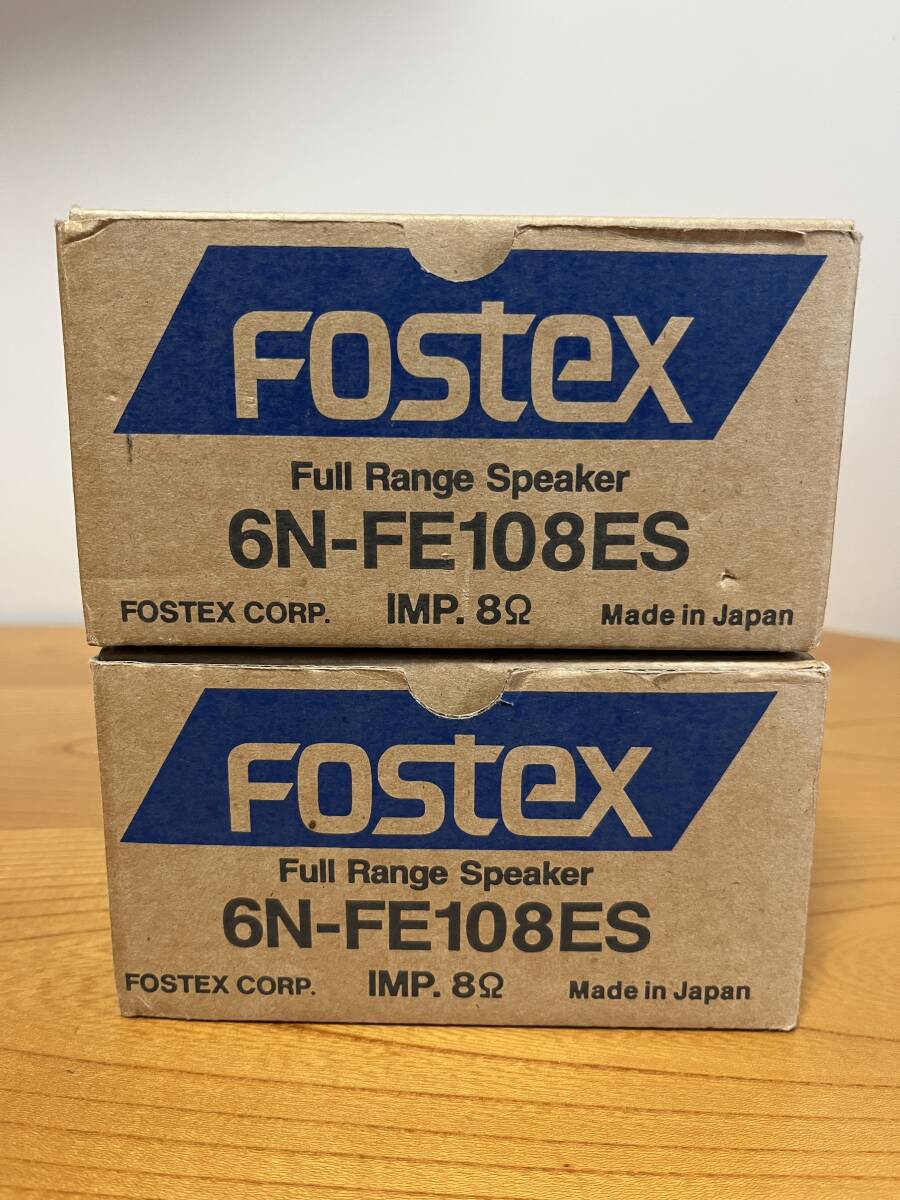 Fostex
Full Range Speaker
6N-FE108ES
FOSTEX CORP. IMP. 8Ω Made in Japan
Fostex
Full Range Speaker
6N-FE108ES
FOSTEX CORP. IMP. 8Ω Made in Japan